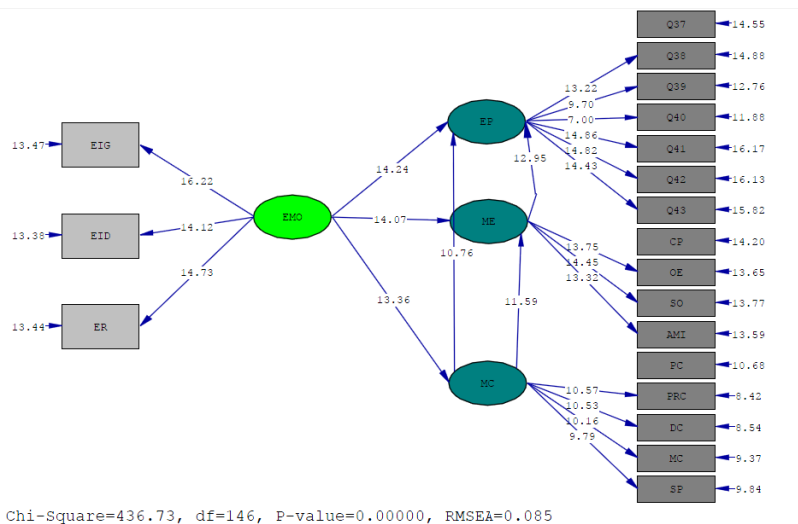 Q37 14.55
Q38 14.88
13.22
Q39 12.76
9.70
Q40 11.88
7.00
EP
14.86
Q41 16.17
13.47 EIG
14.82
12.95
Q42 16.13
14.43
14.24
16.22
Q43 15.82
EMO
14.07
ME
14.12
13.38 EID
CP 14.20
13.75
10.76
14.45
OE 13.65
14.73
13.32
13.36
11.59
SO 13.77
13.44 ER
AMI 13.59
PC 10.68
MC
10.57
PRC 8.42
10.53
10.16
DC 8.54
9.79
MC 9.37
SP 9.84
Chi-Square=436.73, df=146, P-value=0.00000, RMSEA=0.085